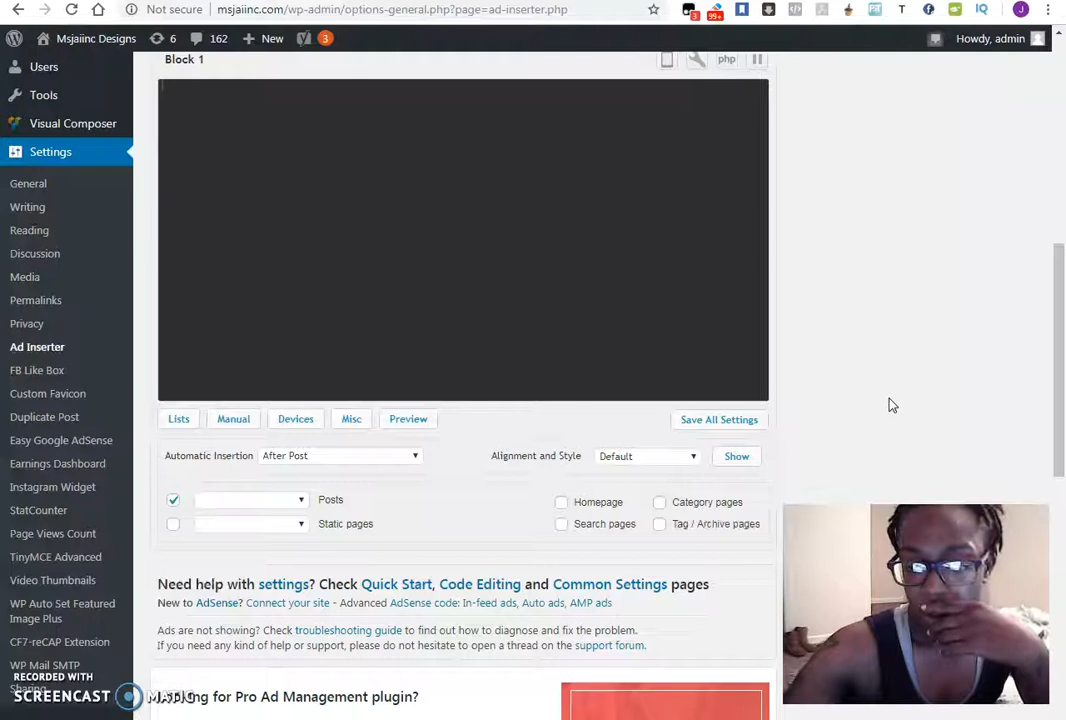 Not secure | msjaiinc.com/wp-admin/options-general.php?page=ad-inserter.php
3
99+
T
IQ
J
Msjaiinc Designs
6
162
New
3
Howdy, admin
Users
Tools
Visual Composer
Settings
General
Writing
Reading
Discussion
Media
Permalinks
Privacy
Ad Inserter
FB Like Box
Custom Favicon
Duplicate Post
Easy Google AdSense
Earnings Dashboard
Instagram Widget
StatCounter
Page Views Count
TinyMCE Advanced
Video Thumbnails
WP Auto Set Featured
Image Plus
CF7-reCAP Extension
WP Mail SMTP
RECORDED WITH
SCREENCAST
MATIC
Block 1
php
Lists
Manual
Devices
Misc
Preview
Save All Settings
Automatic Insertion
After Post
Alignment and Style
Default
Show
Posts
Homepage
Category pages
Static pages
Search pages
Tag / Archive pages
Need help with settings? Check Quick Start, Code Editing and Common Settings pages
New to AdSense? Connect your site - Advanced AdSense code: In-feed ads, Auto ads, AMP ads
Ads are not showing? Check troubleshooting guide to find out how to diagnose and fix the problem.
If you need any kind of help or support, please do not hesitate to open a thread on the support forum.
for Pro Ad Management plugin?